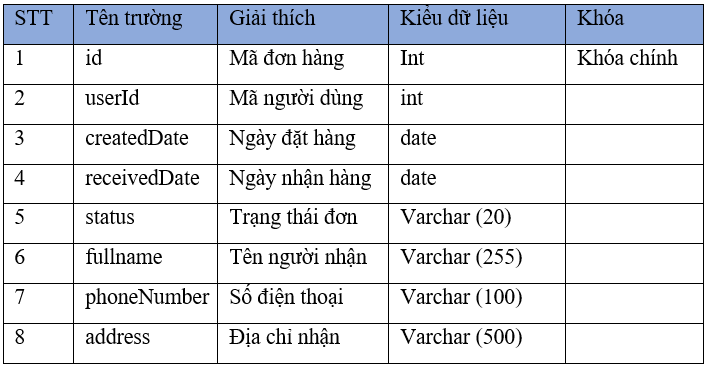 STT Tên trường Giải thích Kiểu dữ liệu Khóa
1 id Mã đơn hàng Int Khóa chính
2 userId Mã người dùng int
3 createdDate Ngày đặt hàng date
4 receivedDate Ngày nhận hàng date
5 status Trạng thái đơn Varchar (20)
6 fullname Tên người nhận Varchar (255)
7 phoneNumber Số điện thoại Varchar (100)
8 address Địa chỉ nhận Varchar (500)